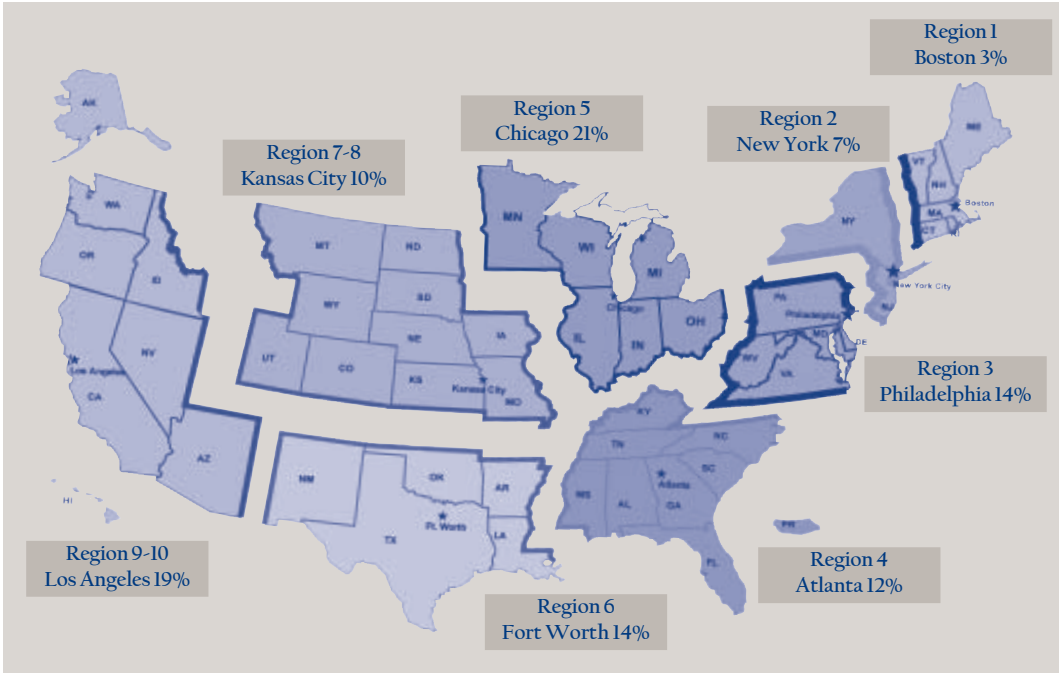 Region 1
Boston 3%
Region 2
New York 7%
Region 5
Chicago 21%
Region 7-8
Kansas City 10%
Region 3
Philadelphia 14%
Region 9-10
Los Angeles 19%
Region 4
Atlanta 12%
Region 6
Fort Worth 14%
AK
WA
OR
ID
NV
CA
Los Angeles
AZ
HI
MT
ND
SD
WY
NE
UT
CO
KS
Kansas City
IA
MO
NM
OK
AR
TX
Ft. Worth
LA
MN
WI
MI
Chicago
IL
IN
OH
KY
TN
NC
SC
MS
AL
GA
Atlanta
FL
PR
PA
Philadelphia
MD
DE
WV
VA
NY
New York City
NJ
ME
VT
NH
MA
Boston
CT
RI